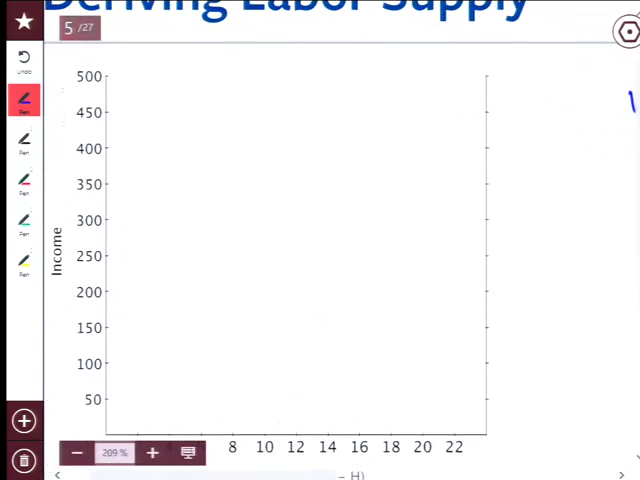 Deriving Labor Supply
5 /27
Undo
Pen
Pen
Pen
Pen
Pen
500
450
400
350
300
250
200
150
100
50
Income
8 10 12 14 16 18 20 22
209 %
– H)